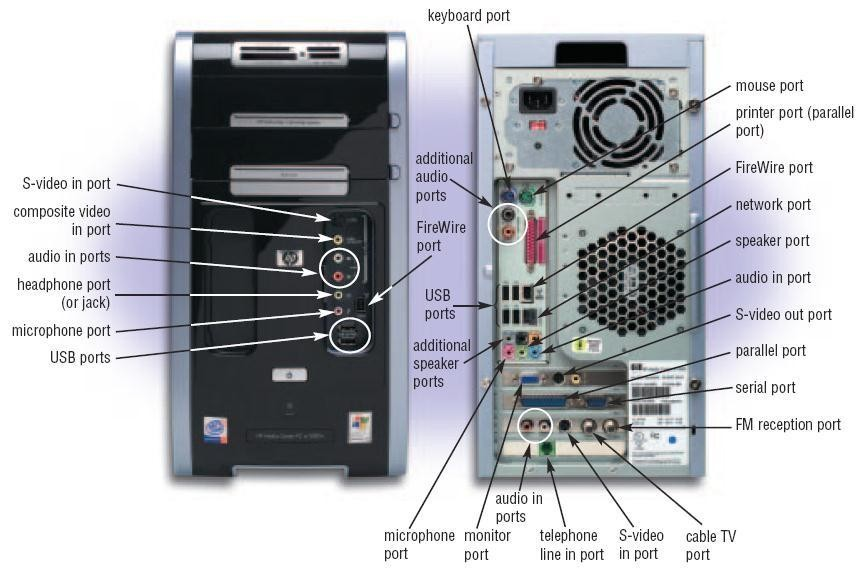 keyboard port
mouse port
printer port (parallel
port)
FireWire port
network port
speaker port
audio in port
S-video out port
parallel port
serial port
FM reception port
additional
audio
ports
FireWire
port
USB
ports
additional
speaker
ports
S-video in port
composite video
in port
audio in ports
headphone port
(or jack)
microphone port
USB ports
hp
audio in
ports
microphone
port
monitor
port
telephone
line in port
S-video
in port
cable TV
port